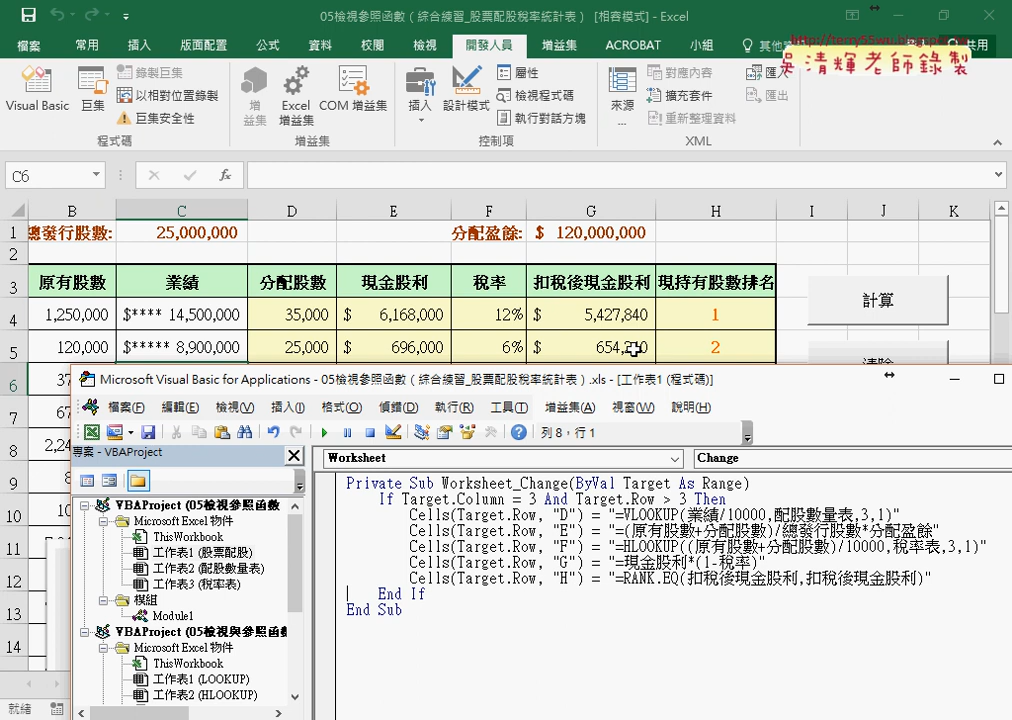 05檢視參照函數（綜合練習_股票配股稅率統計表） [相容模式] - Excel
檔案 常用 插入 版面配置 公式 資料 校閱 檢視 開發人員 增益集 ACROBAT 小組 其他 共用
吳清輝老師錄製
Visual Basic 巨集 錄製巨集 以相對位置錄製 巨集安全性
增益集 Excel 增益集 COM 增益集
插入 設計模式 屬性 檢視程式碼 執行對話方塊
來源... 對應內容 擴充套件 重新整理資料 匯出
程式碼 增益集 控制項 XML
C6 fx
B C D E F G H I J K
1 總發行股數: 25,000,000 分配盈餘: $ 120,000,000
2
3 原有股數 業績 分配股數 現金股利 稅率 扣稅後現金股利 現持有股數排名
4 1,250,000 $**** 14,500,000 35,000 $ 6,168,000 12% $ 5,427,840 1
計算
5 120,000 $***** 8,900,000 25,000 $ 696,000 6% $ 2
清除
6
7
8
9
10
11
12
13
14
就緒
Microsoft Visual Basic for Applications - 05檢視參照函數（綜合練習_股票配股稅率統計表）.xls - [工作表1 (程式碼)]
檔案(F) 編輯(E) 檢視(V) 插入(I) 格式(O) 偵錯(D) 執行(R) 工具(T) 增益集(A) 視窗(W) 說明(H)
列 8，行 1
專案 - VBAProject
VBAProject (05檢視參照函數
Microsoft Excel 物件
ThisWorkbook
工作表1 (股票配股)
工作表2 (配股數量表)
工作表3 (稅率表)
模組
Module1
VBAProject (05檢視與參照函數
Microsoft Excel 物件
ThisWorkbook
工作表1 (LOOKUP)
工作表2 (HLOOKUP)
Worksheet Change
Private Sub Worksheet_Change(ByVal Target As Range)
If Target.Column = 3 And Target.Row > 3 Then
Cells(Target.Row, "D") = "=VLOOKUP(業績/10000,配股數量表,3,1)"
Cells(Target.Row, "E") = "=(原有股數+分配股數)/總發行股數*分配盈餘"
Cells(Target.Row, "F") = "=HLOOKUP((原有股數+分配股數)/10000,稅率表,3,1)"
Cells(Target.Row, "G") = "=現金股利*(1-稅率)"
Cells(Target.Row, "H") = "=RANK.EQ(扣稅後現金股利,扣稅後現金股利)"
End If
End Sub